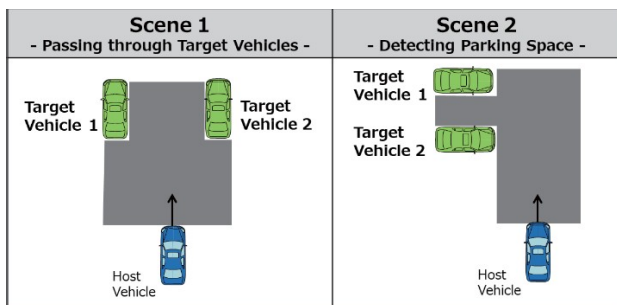 Scene 1
- Passing through Target Vehicles -
Target
Vehicle 1
Target
Vehicle 2
Host
Vehicle
Scene 2
- Detecting Parking Space -
Target
Vehicle 1
Target
Vehicle 2
Host
Vehicle